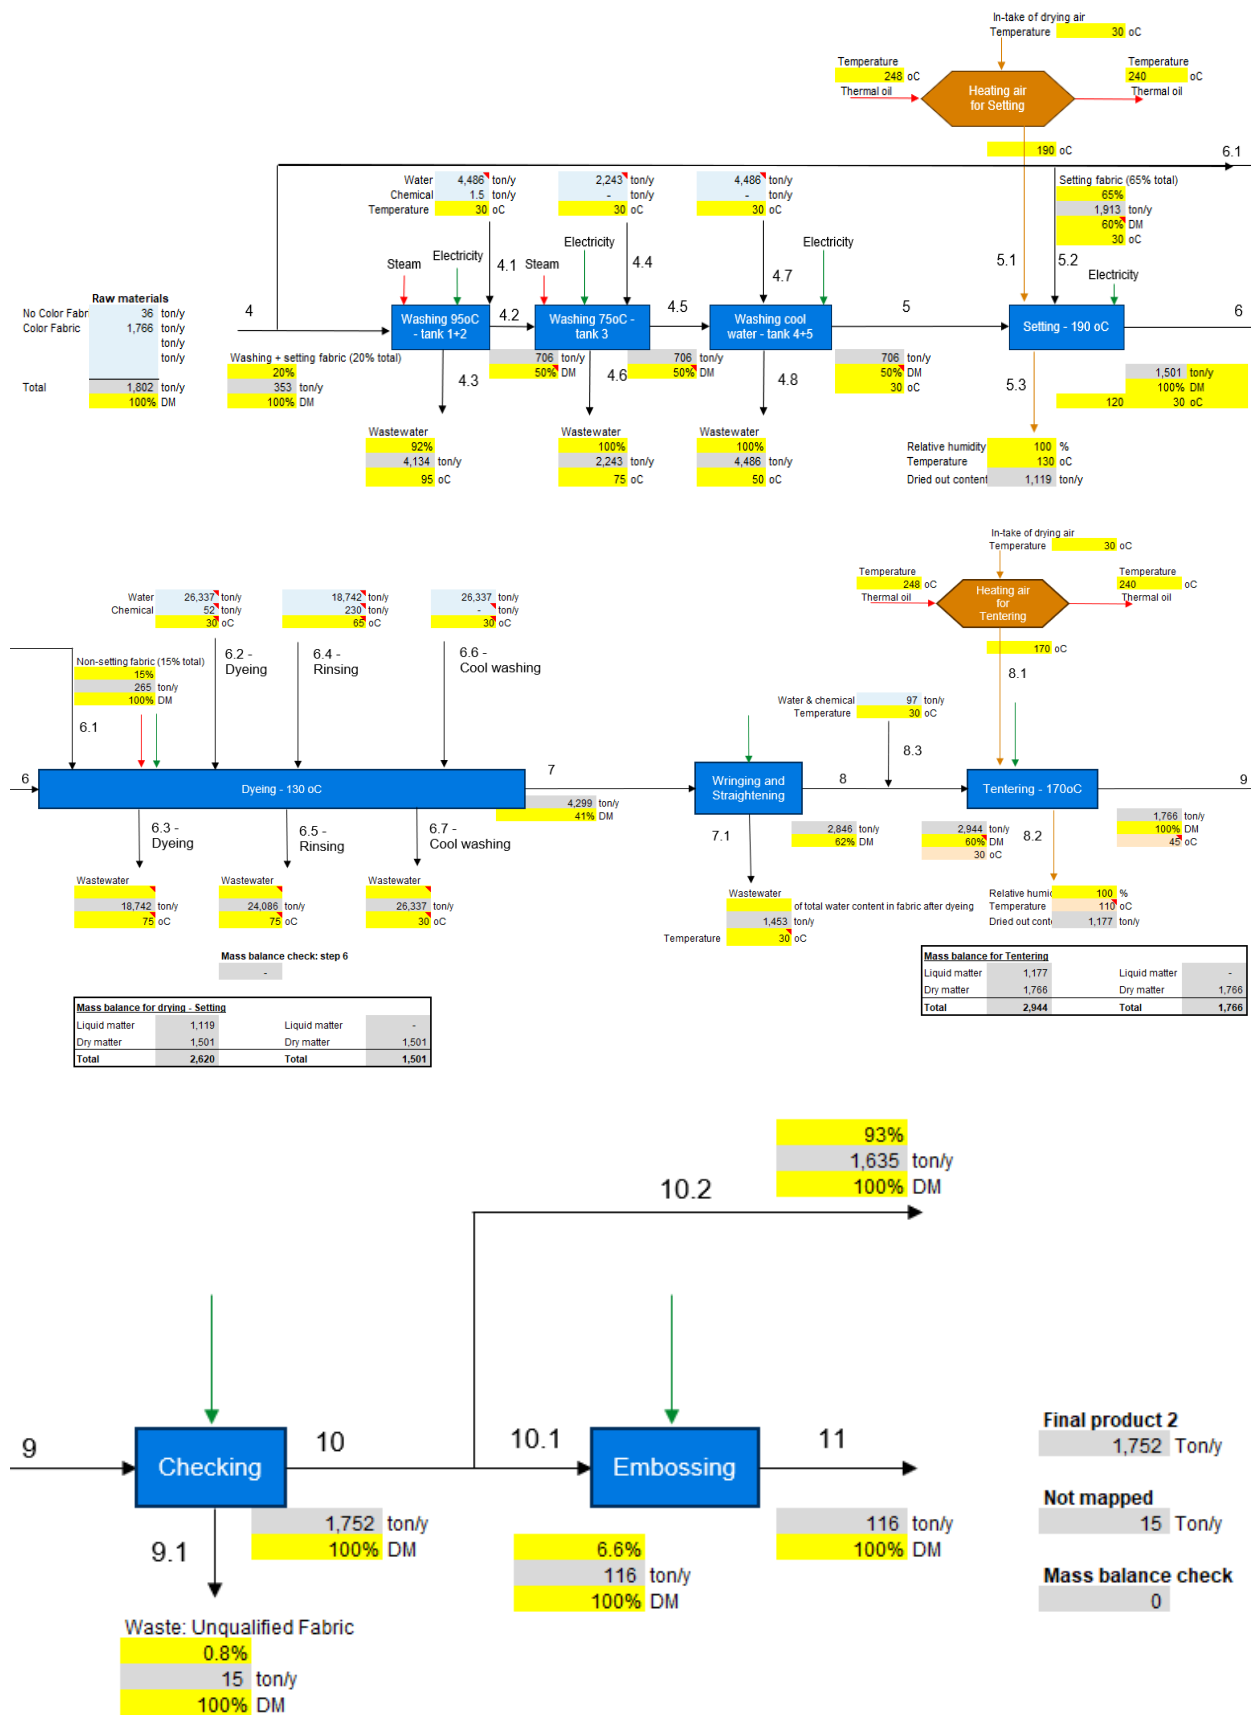 In-take of drying air
Temperature 30 oC
Temperature
248 oC
Thermal oil
Heating air
for Setting
Temperature
240 oC
Thermal oil
190 oC
6.1
Water 4,486 ton/y 2,243 ton/y 4,486 ton/y
Chemical 1.5 ton/y - ton/y - ton/y
Temperature 30 oC 30 oC 30 oC
Setting fabric (65% total)
65%
1,913 ton/y
60% DM
30 oC
Steam
Electricity
4.1
Steam
Electricity
4.4
4.7
Electricity
5.1
5.2
Electricity
Raw materials
No Color Fabri 36 ton/y
Color Fabric 1,766 ton/y
ton/y
ton/y
Total 1,802 ton/y
100% DM
4
Washing + setting fabric (20% total)
20%
353 ton/y
100% DM
Washing 95oC
- tank 1+2
4.2
Washing 75oC -
tank 3
4.5
Washing cool
water - tank 4+5
5
Setting - 190 oC
6
4.3
706 ton/y
50% DM
4.6
706 ton/y
50% DM
4.8
706 ton/y
50% DM
30 oC
5.3
1,501 ton/y
100% DM
120 30 oC
Wastewater
92%
4,134 ton/y
95 oC
Wastewater
100%
2,243 ton/y
75 oC
Wastewater
100%
4,486 ton/y
50 oC
Relative humidity 100 %
Temperature 130 oC
Dried out content 1,119 ton/y
In-take of drying air
Temperature 30 oC
Temperature
248 oC
Thermal oil
Heating air
for
Tentering
Temperature
240 oC
Thermal oil
170 oC
8.1
Water 26,337 ton/y 18,742 ton/y 26,337 ton/y
Chemical 52 ton/y 230 ton/y - ton/y
30 oC 65 oC 30 oC
Non-setting fabric (15% total)
15%
265 ton/y
100% DM
6.1
6.2 -
Dyeing
6.4 -
Rinsing
6.6 -
Cool washing
Water & chemical 97 ton/y
Temperature 30 oC
8.3
6
Dyeing - 130 oC
7
Wringing and
Straightening
8
Tentering - 170oC
9
4,299 ton/y
41% DM
6.3 -
Dyeing
6.5 -
Rinsing
6.7 -
Cool washing
7.1
2,846 ton/y
62% DM
2,944 ton/y
60% DM
30 oC
8.2
1,766 ton/y
100% DM
45 oC
Wastewater
18,742 ton/y
75 oC
Wastewater
24,086 ton/y
75 oC
Wastewater
26,337 ton/y
30 oC
Wastewater
of total water content in fabric after dyeing
1,453 ton/y
Temperature 30 oC
Relative humid 100 %
Temperature 110 oC
Dried out conte 1,177 ton/y
Mass balance check: step 6
-
Mass balance for Tentering
Liquid matter 1,177 Liquid matter -
Dry matter 1,766 Dry matter 1,766
Total 2,944 Total 1,766
Mass balance for drying - Setting
Liquid matter 1,119 Liquid matter -
Dry matter 1,501 Dry matter 1,501
Total 2,620 Total 1,501
93%
1,635 ton/y
100% DM
10.2
9
Checking
10
10.1
Embossing
11
1,752 ton/y
100% DM
9.1
6.6%
116 ton/y
100% DM
116 ton/y
100% DM
Waste: Unqualified Fabric
0.8%
15 ton/y
100% DM
Final product 2
1,752 Ton/y
Not mapped
15 Ton/y
Mass balance check
0